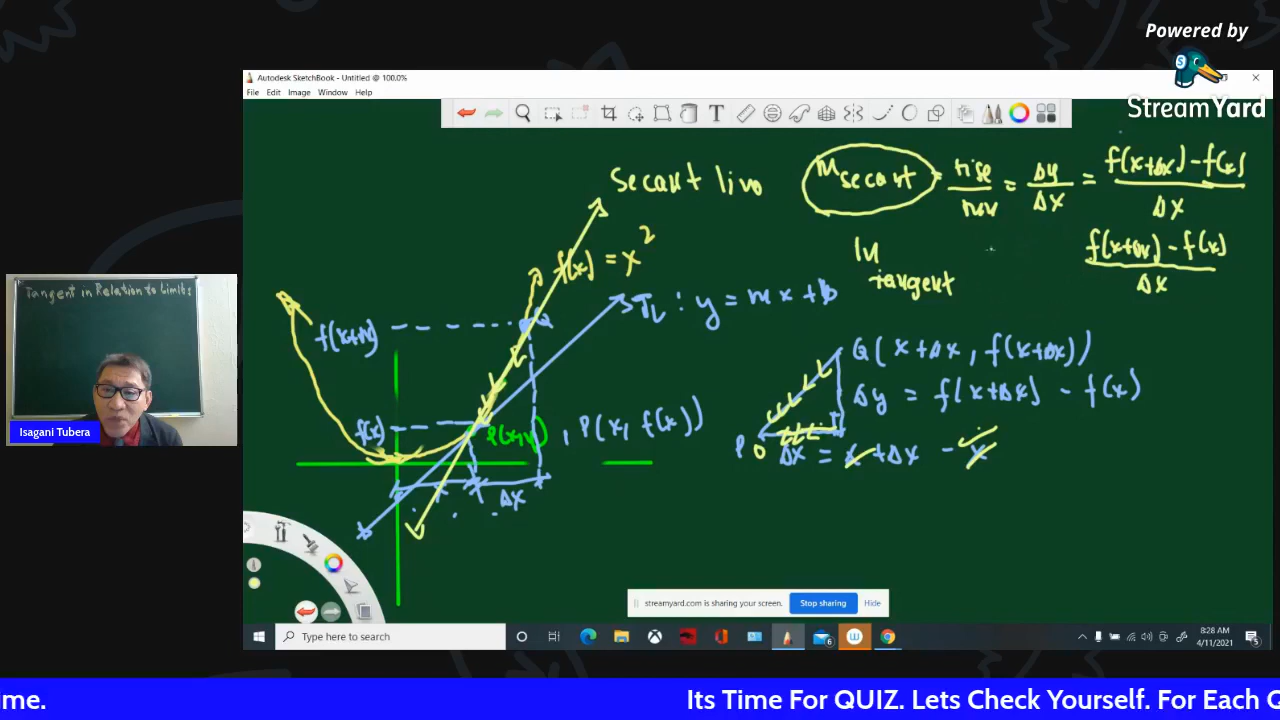 Powered by
StreamYard
Autodesk SketchBook - Untitled @ 100.0%
File Edit Image Window Help
secant line
M secant = rise/run = Δy/Δx = f(x+Δx) - f(x) / Δx
f(x) = x²
M tangent
f(x+Δx) - f(x) / Δx
TL : y = mx + b
f(x+Δx)
Q
Q(x+Δx, f(x+Δx))
Δy = f(x+Δx) - f(x)
f(x)
P(x,y), P(x, f(x))
P 0 Δx = x + Δx - x
x Δx
Tangent in Relation to Limits
Isagani Tubera
streamyard.com is sharing your screen. Stop sharing Hide
Type here to search
8:28 AM
4/11/2021
ime. Its Time For QUIZ. Lets Check Yourself. For Each Q